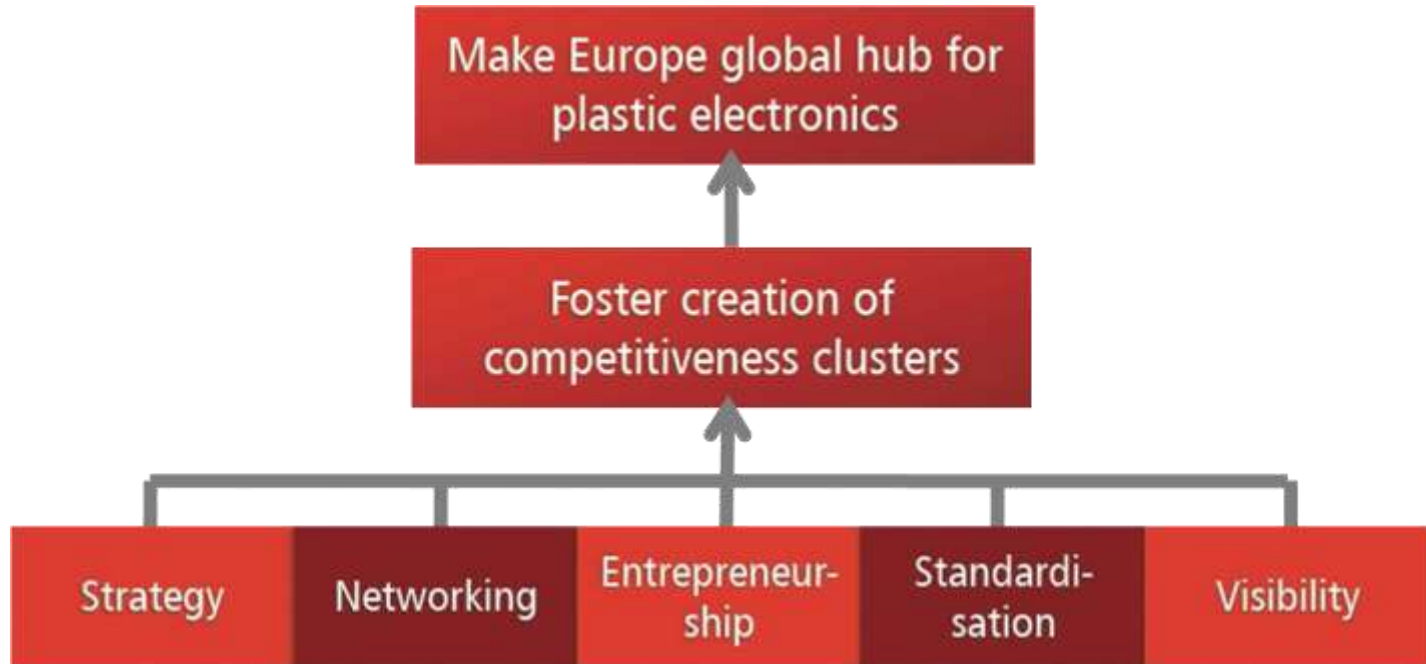 Make Europe global hub for
plastic electronics
Foster creation of
competitiveness clusters
Strategy
Networking
Entrepreneur-
ship
Standardi-
sation
Visibility